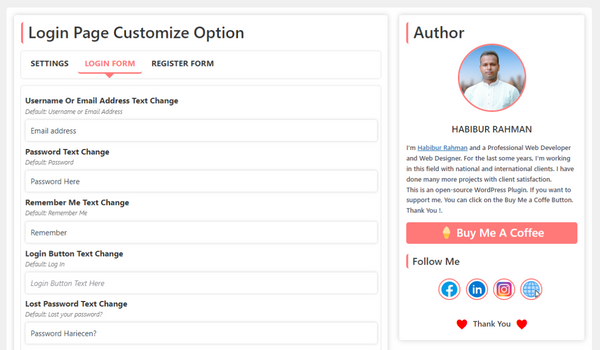 Login Page Customize Option
SETTINGS
LOGIN FORM
REGISTER FORM
Username Or Email Address Text Change
Default: Username or Email Address
Email address
Password Text Change
Default: Password
Password Here
Remember Me Text Change
Default: Remember Me
Remember
Login Button Text Change
Default: Log in
Login Button Text Here
Lost Password Text Change
Default: Lost your password?
Password Hariecen?
Author
HABIBUR RAHMAN
I'm Habibur Rahman and a Professional Web Developer
and Web Designer. For the last some years. I'm working
in this field with national and international clients. I have
done many more projects with client satisfaction.
This is an open-source WordPress Plugin. If you want to
support me. You can click on the Buy Me a Coffe Button.
Thank You !.
Buy Me A Coffee
Follow Me
Thank You